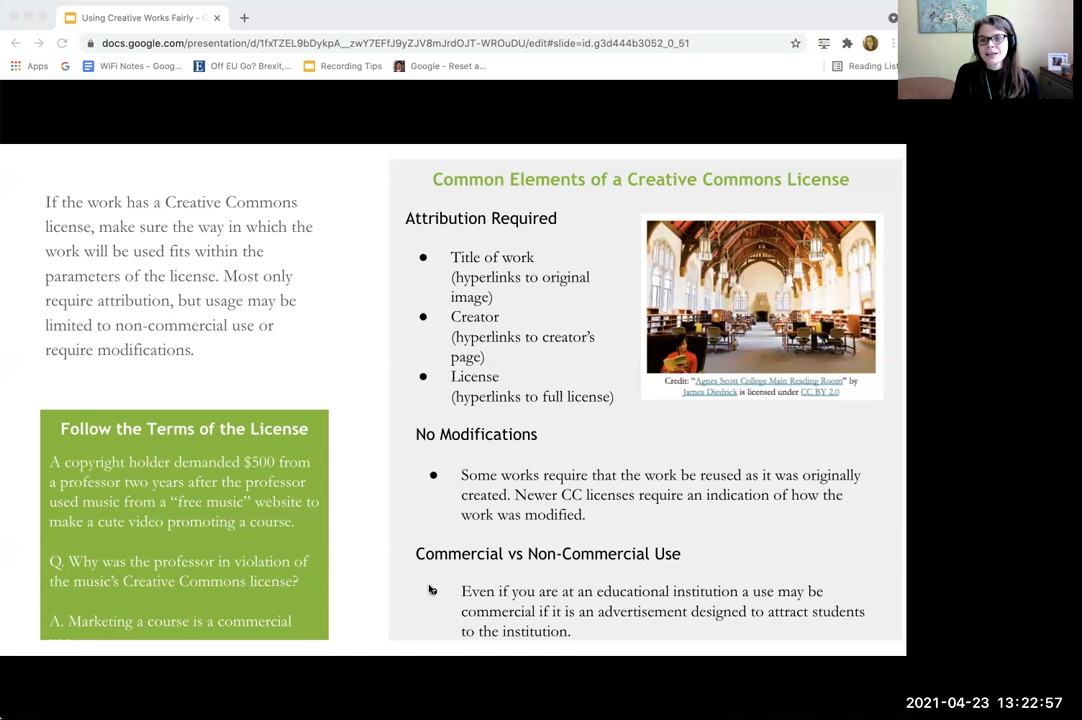 Using Creative Works Fairly - G
docs.google.com/presentation/d/1fxTZEL9bDykpA__zwY7EFfJ9yZJV8mJrdOJT-WROuDU/edit#slide=id.g3d444b3052_0_51
Apps
WiFi Notes - Goog...
Off EU Go? Brexit,...
Recording Tips
Google - Reset a...
Reading List
If the work has a Creative Commons
license, make sure the way in which the
work will be used fits within the
parameters of the license. Most only
require attribution, but usage may be
limited to non-commercial use or
require modifications.
Follow the Terms of the License
A copyright holder demanded $500 from
a professor two years after the professor
used music from a “free music” website to
make a cute video promoting a course.
Q. Why was the professor in violation of
the music’s Creative Commons license?
A. Marketing a course is a commercial
Common Elements of a Creative Commons License
Attribution Required
● Title of work
(hyperlinks to original
image)
● Creator
(hyperlinks to creator’s
page)
● License
(hyperlinks to full license)
Credit: “Agnes Scott College Main Reading Room” by
James Diedrick is licensed under CC BY 2.0
No Modifications
● Some works require that the work be reused as it was originally
created. Newer CC licenses require an indication of how the
work was modified.
Commercial vs Non-Commercial Use
● Even if you are at an educational institution a use may be
commercial if it is an advertisement designed to attract students
to the institution.
2021-04-23 13:22:57